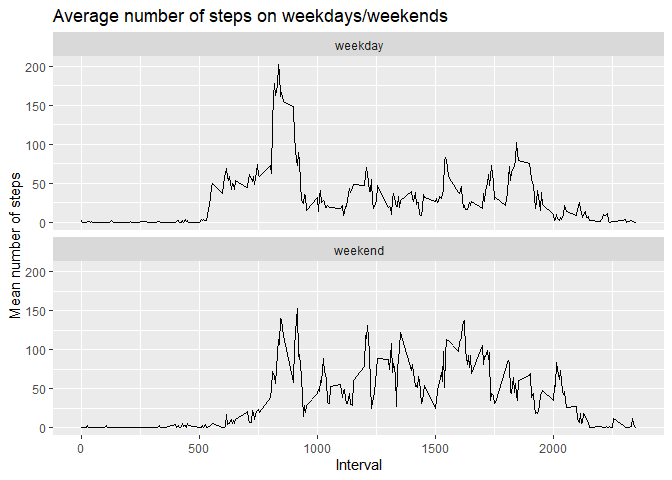 Average number of steps on weekdays/weekends
weekday
200
150
100
50
0
Mean number of steps
weekend
200
150
100
50
0
0 500 1000 1500 2000
Interval